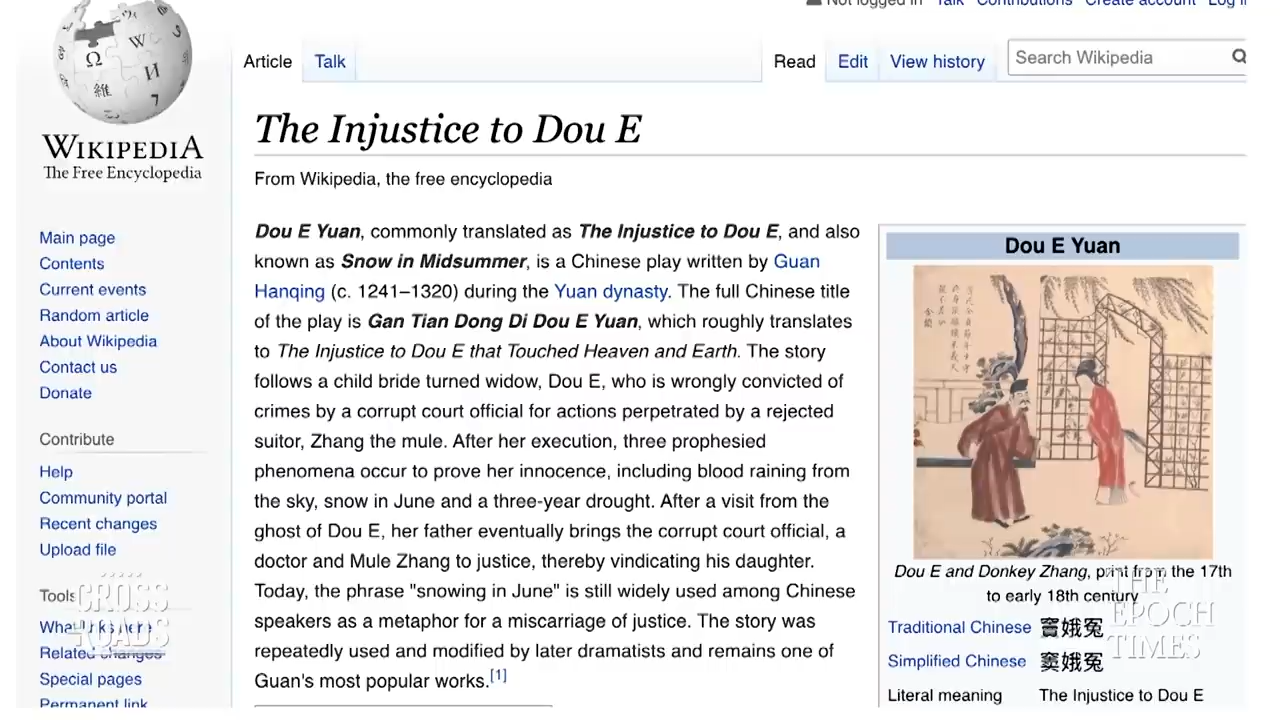 Not logged in Talk Contributions Create account Log i
Article Talk
Read Edit View history
Search Wikipedia
WIKIPEDIA
The Free Encyclopedia
Ω
W
И
維
The Injustice to Dou E
From Wikipedia, the free encyclopedia
Main page
Contents
Current events
Random article
About Wikipedia
Contact us
Donate
Contribute
Help
Community portal
Recent changes
Upload file
Tools
What links here
Related changes
Special pages
Permanent link
CROSS
ROADS
Dou E Yuan, commonly translated as The Injustice to Dou E, and also
known as Snow in Midsummer, is a Chinese play written by Guan
Hanqing (c. 1241–1320) during the Yuan dynasty. The full Chinese title
of the play is Gan Tian Dong Di Dou E Yuan, which roughly translates
to The Injustice to Dou E that Touched Heaven and Earth. The story
follows a child bride turned widow, Dou E, who is wrongly convicted of
crimes by a corrupt court official for actions perpetrated by a rejected
suitor, Zhang the mule. After her execution, three prophesied
phenomena occur to prove her innocence, including blood raining from
the sky, snow in June and a three-year drought. After a visit from the
ghost of Dou E, her father eventually brings the corrupt court official, a
doctor and Mule Zhang to justice, thereby vindicating his daughter.
Today, the phrase "snowing in June" is still widely used among Chinese
speakers as a metaphor for a miscarriage of justice. The story was
repeatedly used and modified by later dramatists and remains one of
Guan's most popular works.[1]
Dou E Yuan
Dou E and Donkey Zhang, print from the 17th
to early 18th century
Traditional Chinese 竇娥冤
Simplified Chinese 窦娥冤
Literal meaning The Injustice to Dou E
THE
EPOCH
TIMES